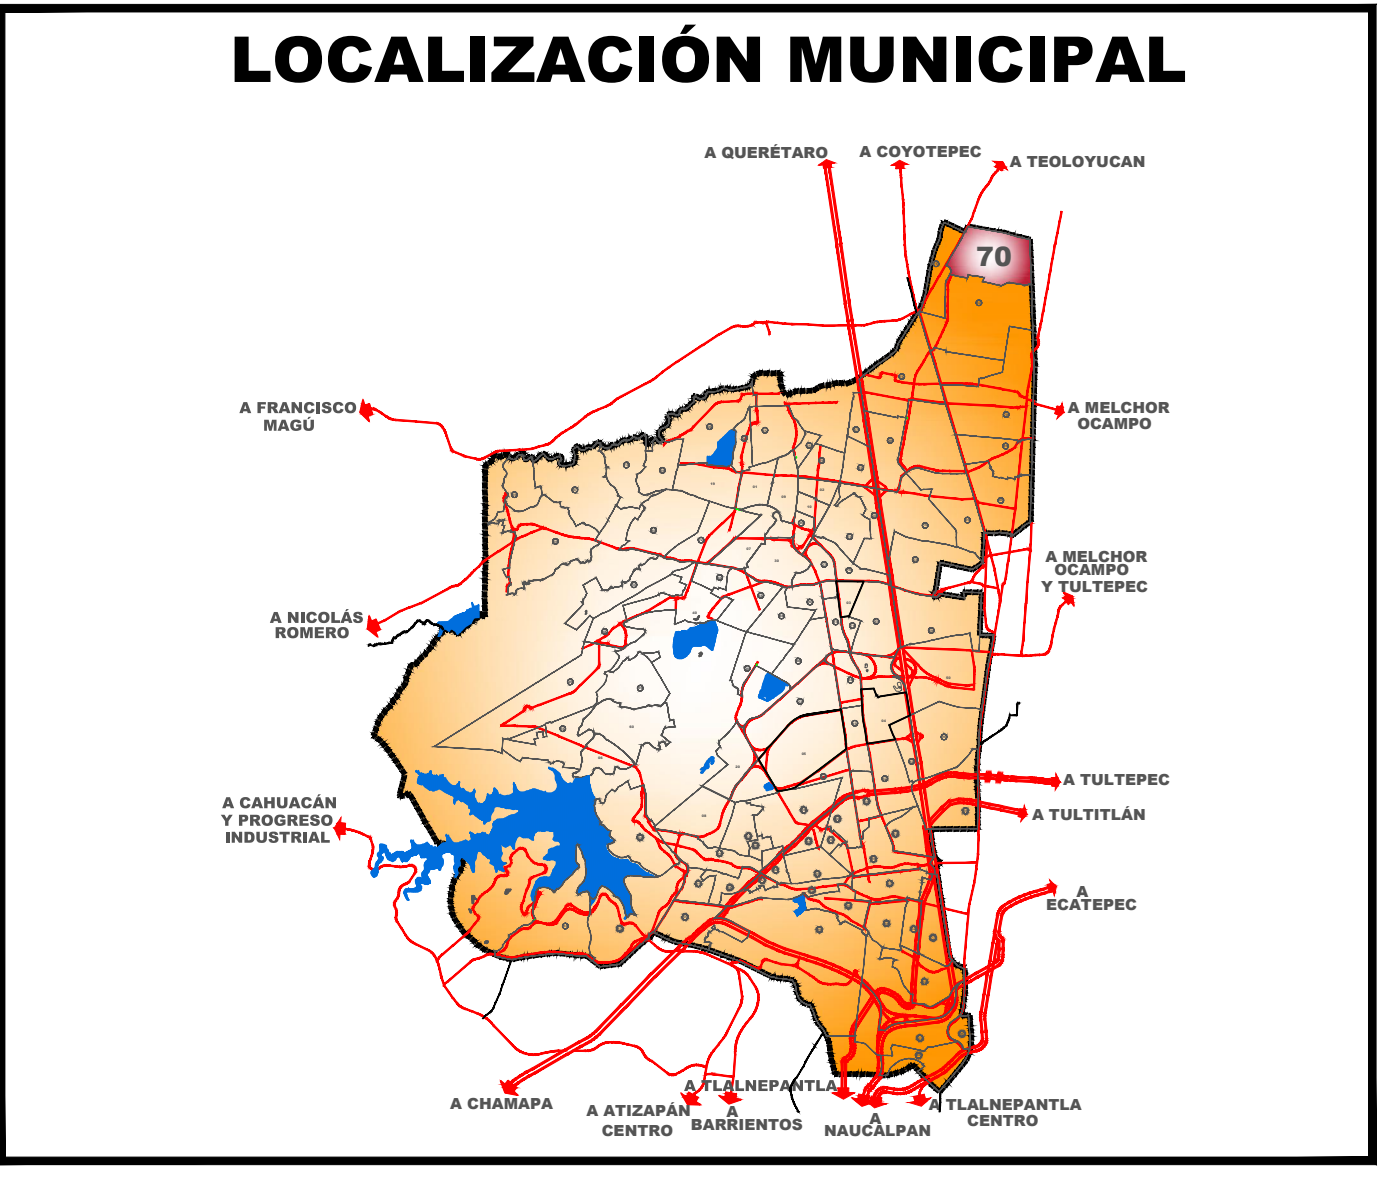 LOCALIZACIÓN MUNICIPAL
A QUERÉTARO
A COYOTEPEC
A TEOLOYUCAN
70
A FRANCISCO
MAGÚ
A MELCHOR
OCAMPO
A MELCHOR
OCAMPO
Y TULTEPEC
A NICOLÁS
ROMERO
A TULTEPEC
A CAHUACÁN
Y PROGRESO
INDUSTRIAL
A TULTITLÁN
A
ECATEPEC
A CHAMAPA
A ATIZAPÁN
CENTRO
A TLALNEPANTLA
A
BARRIENTOS
A
NAUCALPAN
A TLALNEPANTLA
CENTRO